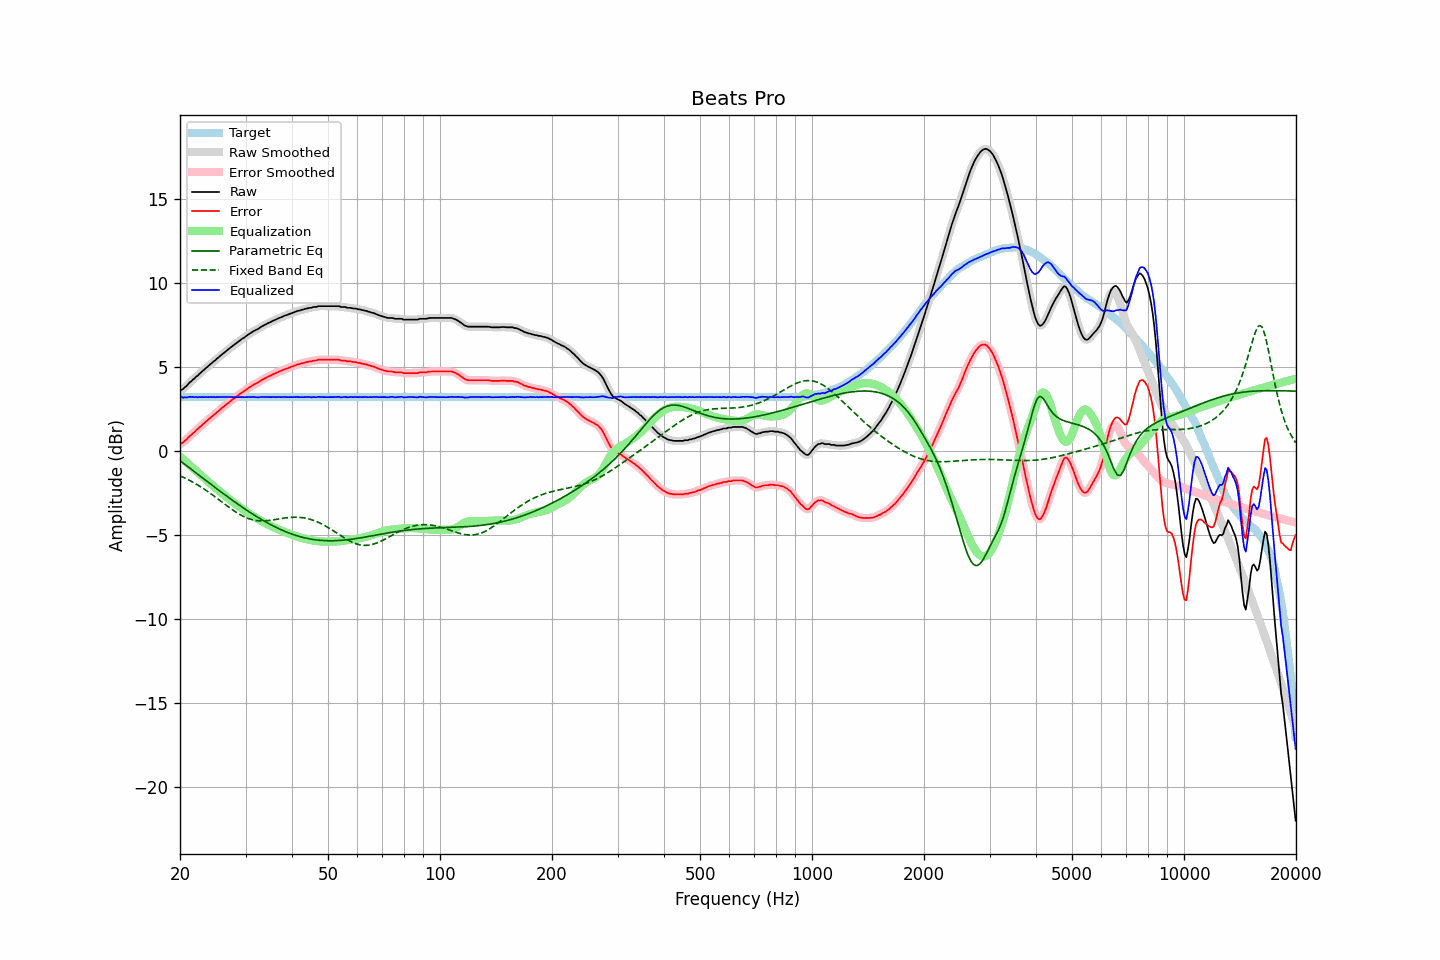 Beats Pro
Target
Raw Smoothed
Error Smoothed
Raw
Error
Equalization
Parametric Eq
Fixed Band Eq
Equalized
Amplitude (dBr)
15
10
5
0
−5
−10
−15
−20
20
50
100
200
500
1000
2000
5000
10000
20000
Frequency (Hz)